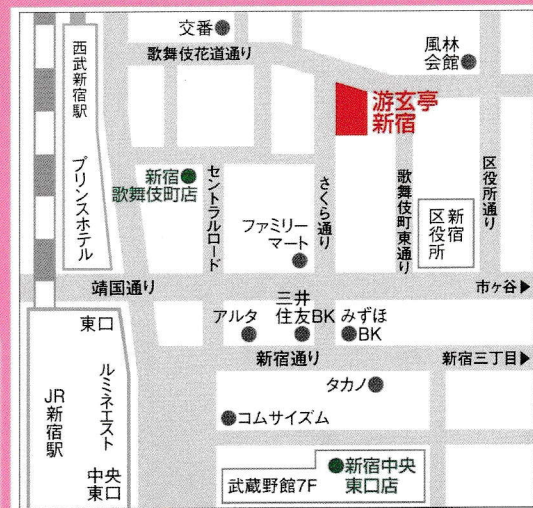 交番
歌舞伎花道通り
風林
会館
西武新宿駅
プリンスホテル
游玄亭
新宿
新宿
歌舞伎町店
セントラルロード
さくら通り
歌舞伎町東通り
区役所通り
新宿
区役所
ファミリー
マート
靖国通り
市ヶ谷▶
東口
アルタ
三井
住友BK
みずほ
BK
新宿通り
新宿三丁目▶
ルミネエスト
JR
新宿駅
タカノ
コムサイズム
中央
東口
武蔵野館7F
新宿中央
東口店